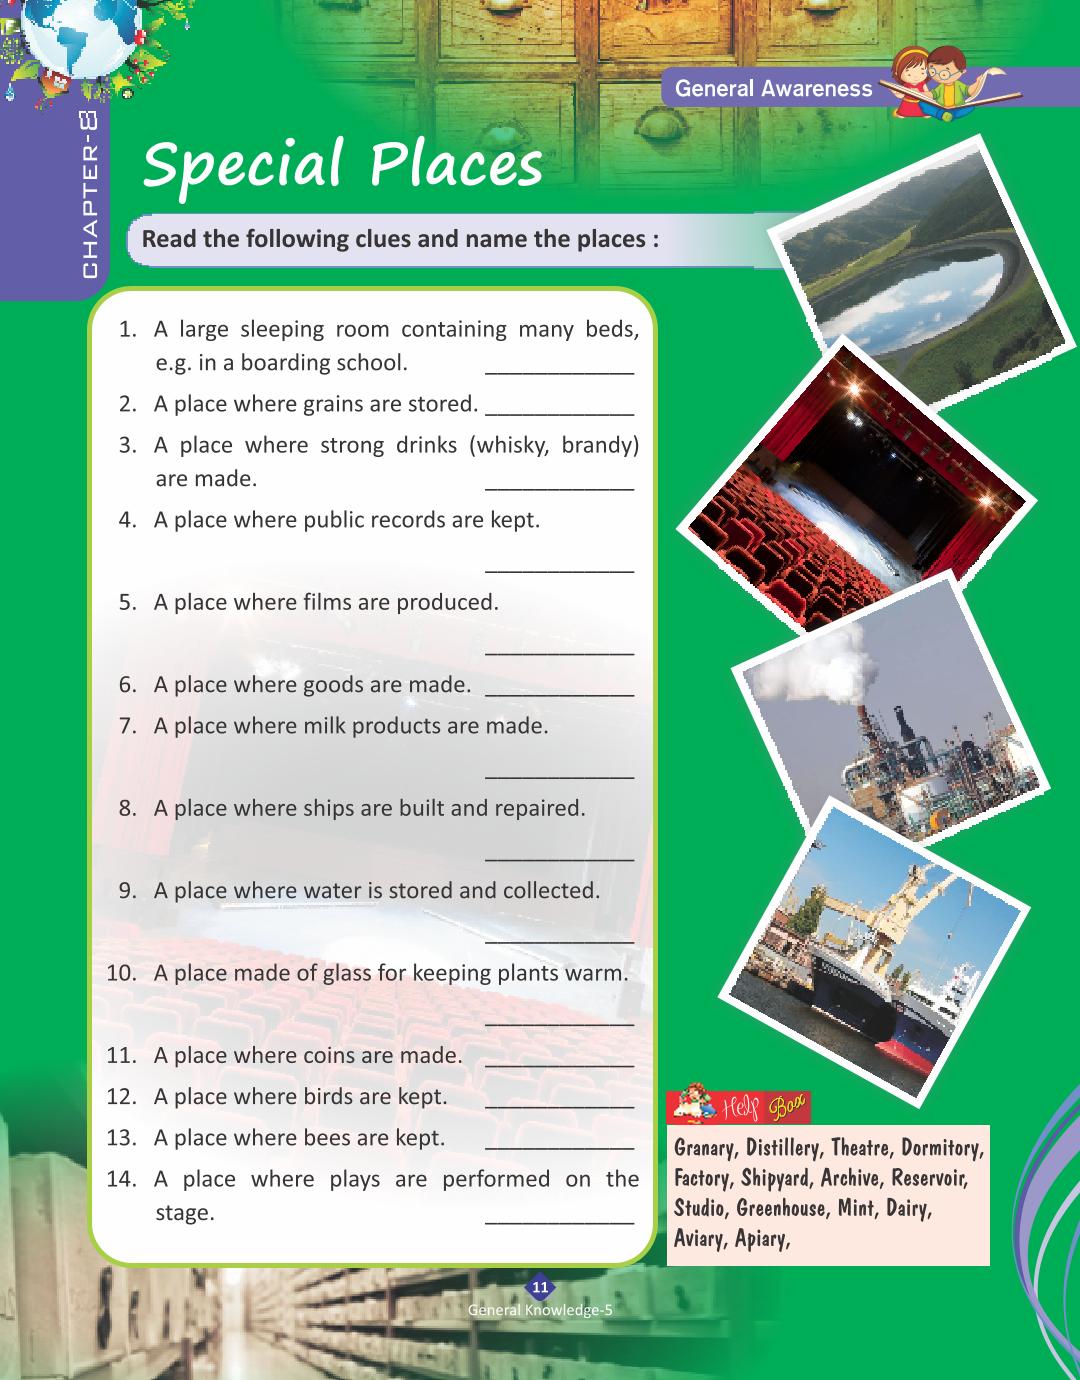 General Awareness
CHAPTER-8
Special Places
Read the following clues and name the places :
1. A large sleeping room containing many beds,
e.g. in a boarding school. ____________
2. A place where grains are stored. ____________
3. A place where strong drinks (whisky, brandy)
are made. ____________
4. A place where public records are kept.
____________
5. A place where films are produced.
____________
6. A place where goods are made. ____________
7. A place where milk products are made.
____________
8. A place where ships are built and repaired.
____________
9. A place where water is stored and collected.
____________
10. A place made of glass for keeping plants warm.
____________
11. A place where coins are made. ____________
12. A place where birds are kept. ____________
13. A place where bees are kept. ____________
14. A place where plays are performed on the
stage. ____________
Help Box
Granary, Distillery, Theatre, Dormitory,
Factory, Shipyard, Archive, Reservoir,
Studio, Greenhouse, Mint, Dairy,
Aviary, Apiary,
11
General Knowledge-5